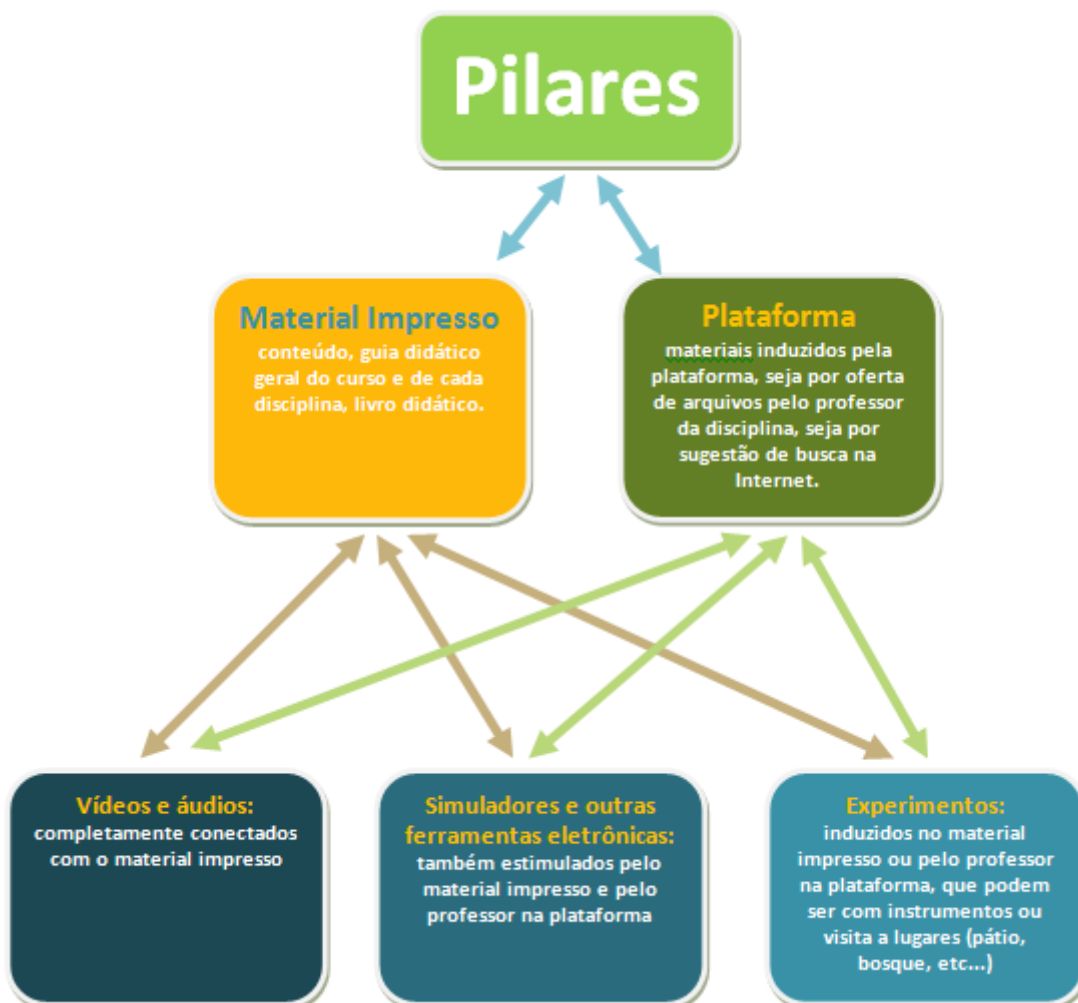 Pilares
Material Impresso
conteúdo, guia didático
geral do curso e de cada
disciplina, livro didático.
Plataforma
materiais induzidos pela
plataforma, seja por oferta
de arquivos pelo professor
da disciplina, seja por
sugestão de busca na
Internet.
Vídeos e áudios:
completamente conectados
com o material impresso
Simuladores e outras
ferramentas eletrônicas:
também estimulados pelo
material impresso e pelo
professor na plataforma
Experimentos:
induzidos no material
impresso ou pelo professor
na plataforma, que podem
ser com instrumentos ou
visita a lugares (pátio,
bosque, etc...)